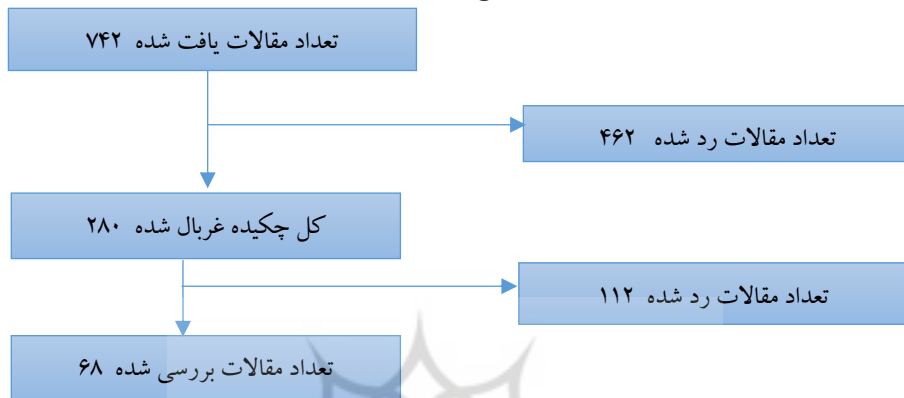 تعداد مقالات یافت شده ۷۴۲
تعداد مقالات رد شده ۴۶۲
کل چکیده غربال شده ۲۸۰
تعداد مقالات رد شده ۱۱۲
تعداد مقالات بررسی شده ۶۸